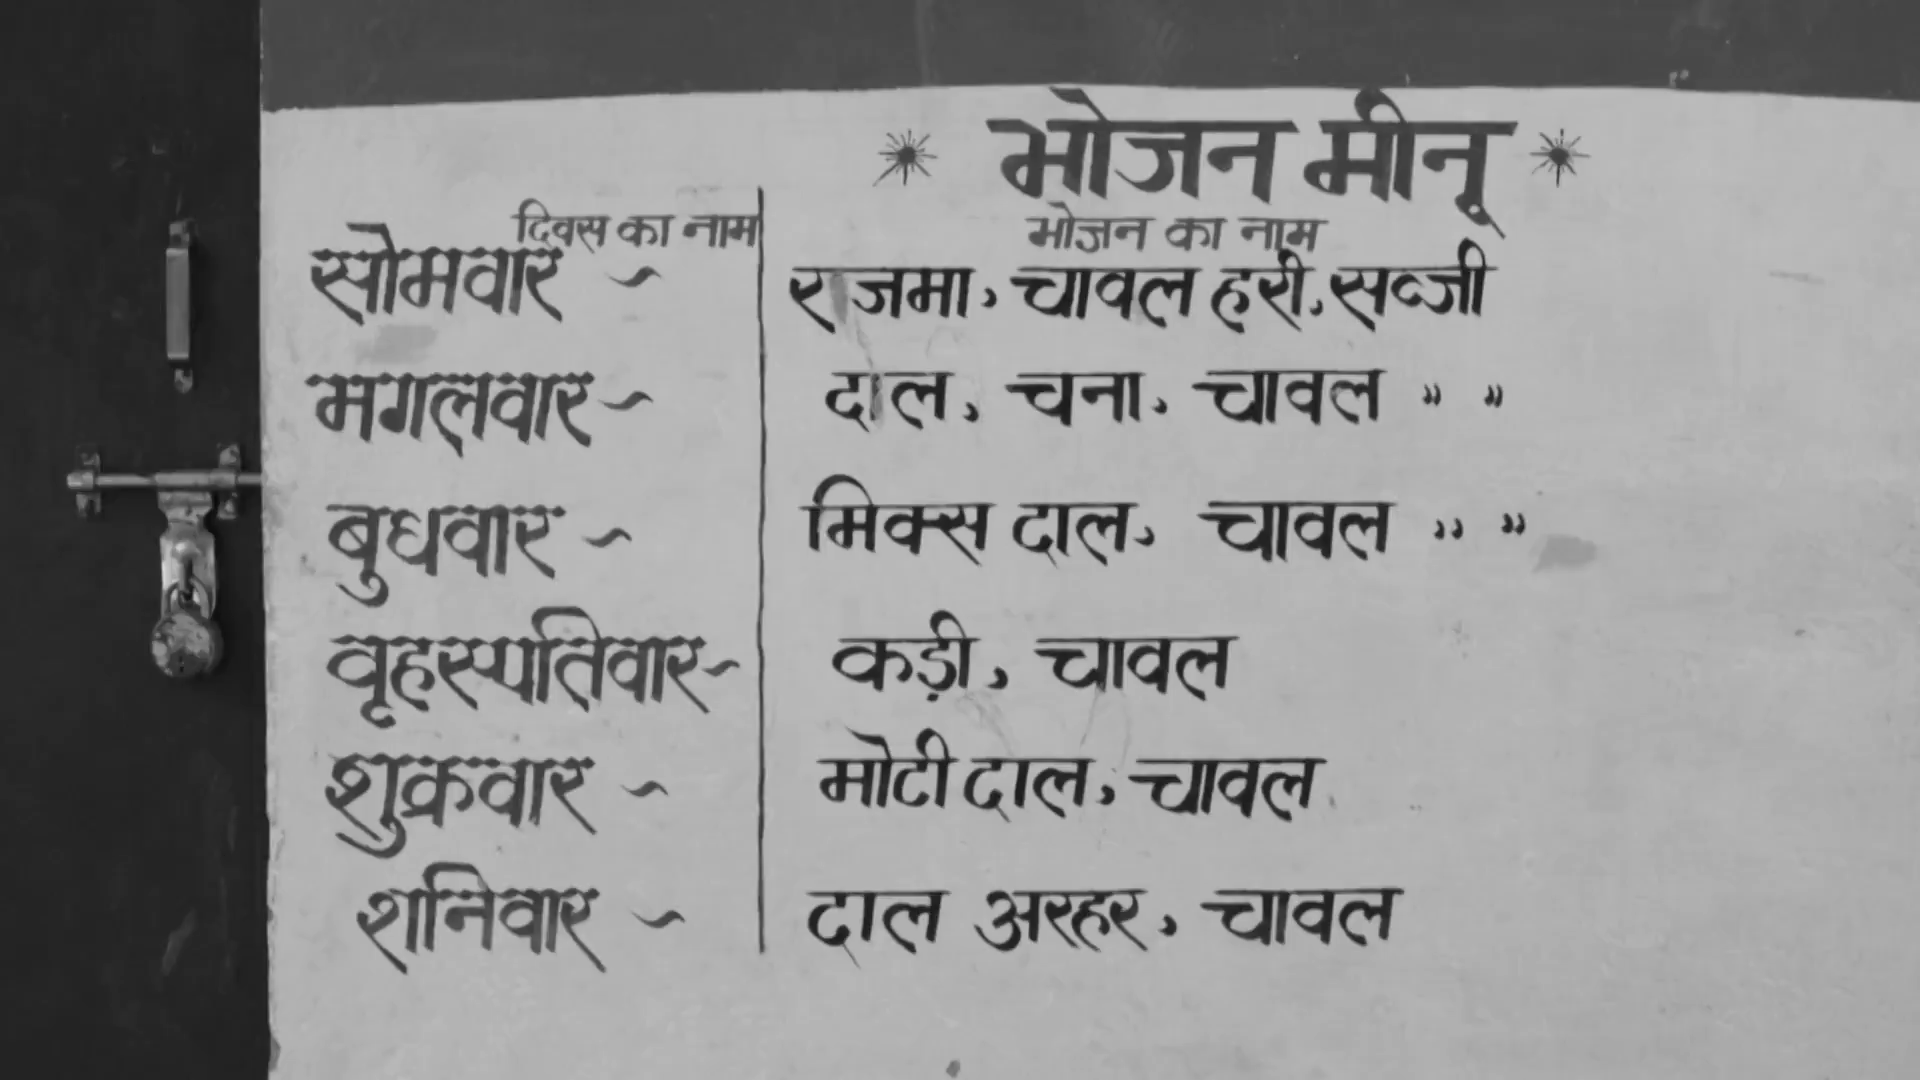 * भोजन मीनू *
दिवस का नाम भोजन का नाम
सोमवार ~ राजमा, चावल हरी, सब्जी
मगलवार ~ दाल, चना, चावल " "
बुधवार ~ मिक्स दाल, चावल " "
वृहस्पतिवार ~ कड़ी, चावल
शुक्रवार ~ मोटी दाल, चावल
शनिवार ~ दाल अरहर, चावल